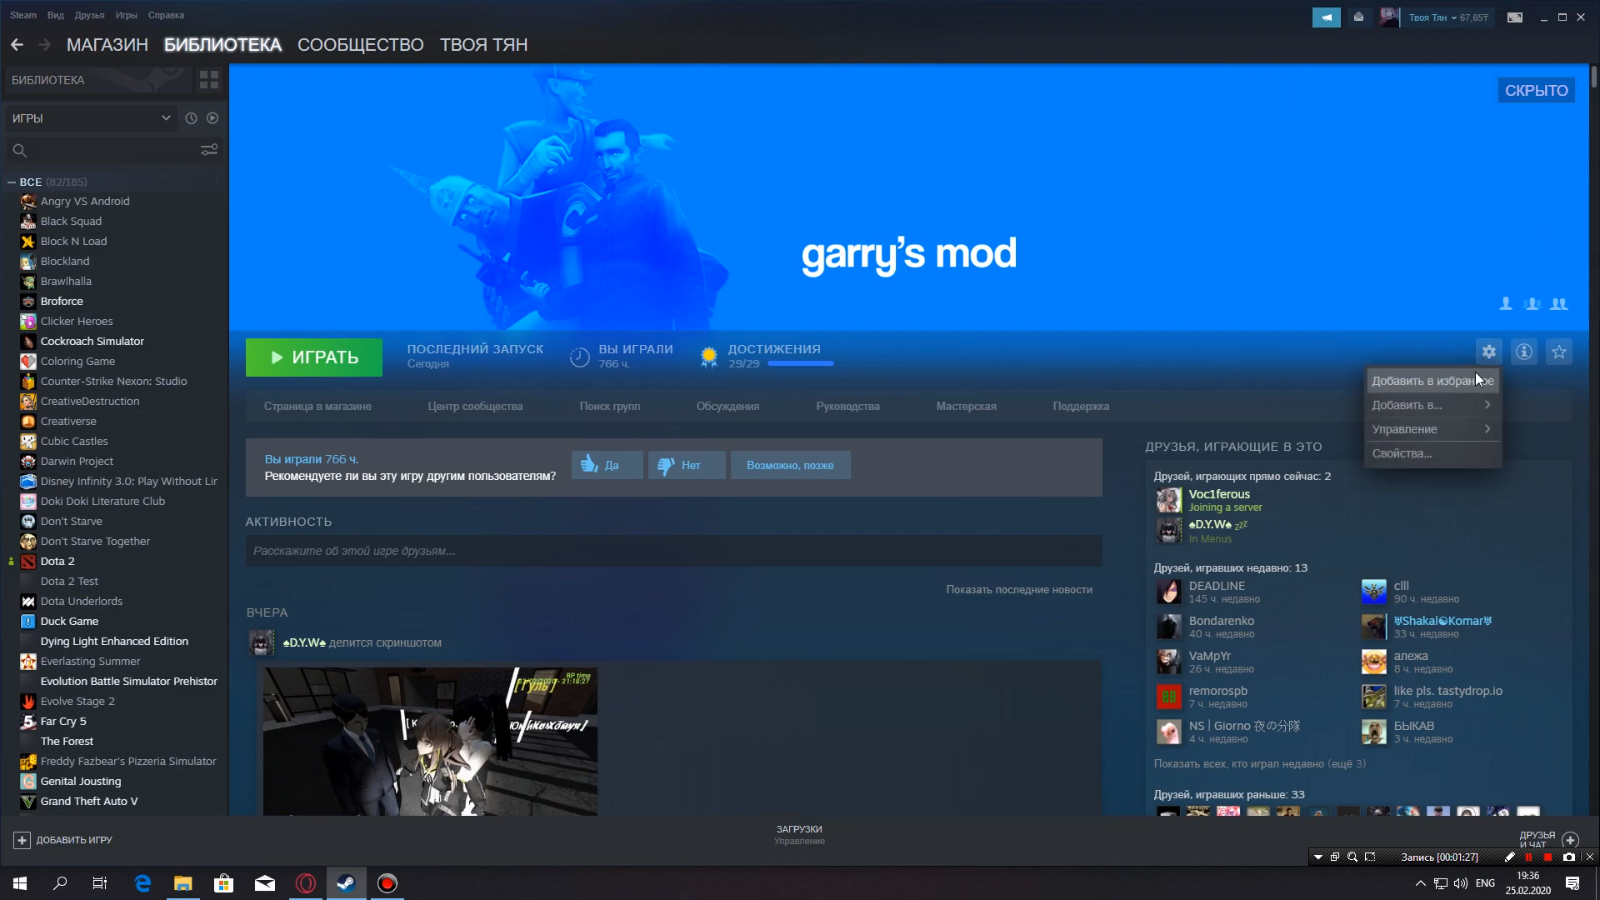 Steam Вид Друзья Игры Справка
Твоя Тян 67,65₸
МАГАЗИН БИБЛИОТЕКА СООБЩЕСТВО ТВОЯ ТЯН
БИБЛИОТЕКА
ИГРЫ
ВСЕ (82/185)
Angry VS Android
Black Squad
Block N Load
Blockland
Brawlhalla
Broforce
Clicker Heroes
Cockroach Simulator
Coloring Game
Counter-Strike Nexon: Studio
CreativeDestruction
Creativerse
Cubic Castles
Darwin Project
Disney Infinity 3.0: Play Without Lir
Doki Doki Literature Club
Don't Starve
Don't Starve Together
Dota 2
Dota 2 Test
Dota Underlords
Duck Game
Dying Light Enhanced Edition
Everlasting Summer
Evolution Battle Simulator Prehistor
Evolve Stage 2
Far Cry 5
The Forest
Freddy Fazbear's Pizzeria Simulator
Genital Jousting
Grand Theft Auto V
СКРЫТО
garry's mod
ИГРАТЬ
ПОСЛЕДНИЙ ЗАПУСК
Сегодня
ВЫ ИГРАЛИ
766 ч.
ДОСТИЖЕНИЯ
29/29
Добавить в избранное
Добавить в...
Управление
Свойства...
Страница в магазине Центр сообщества Поиск групп Обсуждения Руководства Мастерская Поддержка
Вы играли 766 ч.
Рекомендуете ли вы эту игру другим пользователям?
Да Нет Возможно, позже
АКТИВНОСТЬ
Расскажите об этой игре друзьям...
Показать последние новости
ВЧЕРА
♠D.Y.W♠ делится скриншотом
RP time
[Гуль]
ДРУЗЬЯ, ИГРАЮЩИЕ В ЭТО
Друзей, играющих прямо сейчас: 2
Voc1ferous
Joining a server
♠D.Y.W♠ zzz
In Menus
Друзей, игравших недавно: 13
DEADLINE
145 ч. недавно
clll
90 ч. недавно
Bondarenko
40 ч. недавно
♅Shakal☯Komar♅
33 ч. недавно
VaMpYr
26 ч. недавно
алежа
8 ч. недавно
remorospb
7 ч. недавно
like pls. tastydrop.io
7 ч. недавно
NS | Giorno 夜の分隊
4 ч. недавно
БЫКАВ
3 ч. недавно
Показать всех, кто играл недавно (ещё 3)
Друзей, игравших раньше: 33
ДОБАВИТЬ ИГРУ
ЗАГРУЗКИ
Управление
ДРУЗЬЯ
И ЧАТ
Запись [00:01:27]
ENG
19:36
25.02.2020